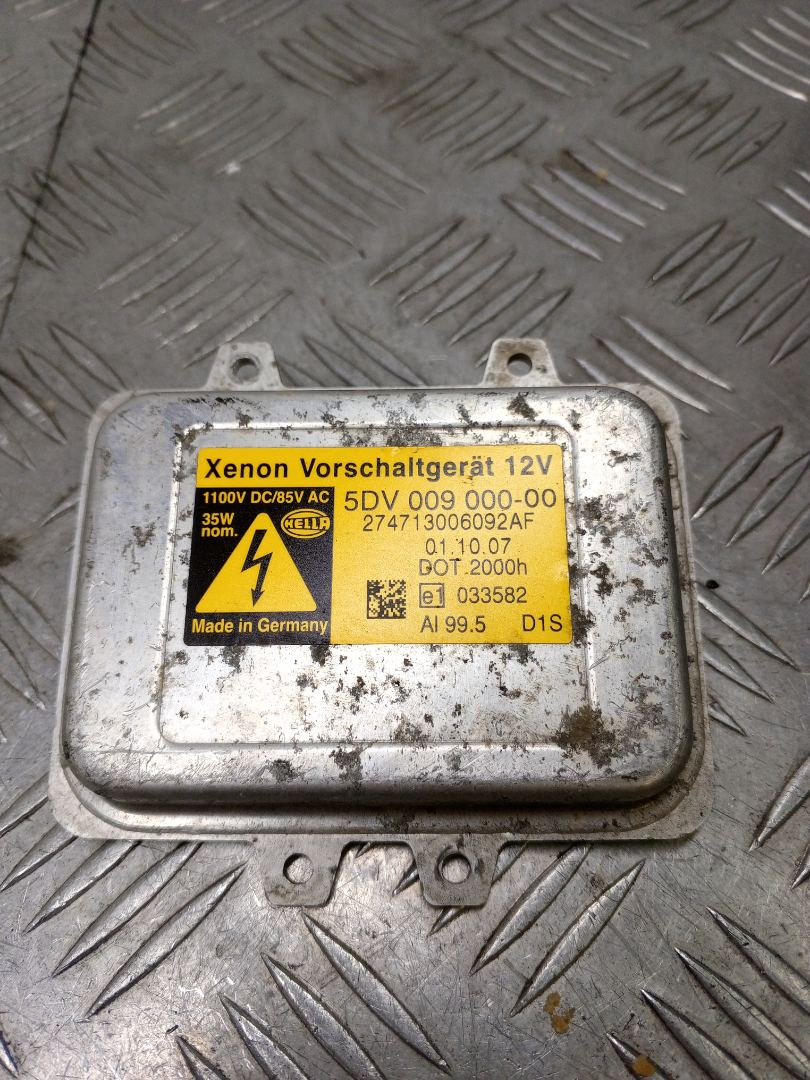 Xenon Vorschaltgerät 12V
1100V DC/85V AC
35W
nom.
HELLA
Made in Germany
5DV 009 000-00
274713006092AF
01.10.07
DOT 2000h
e1 033582
Al 99.5 D1S